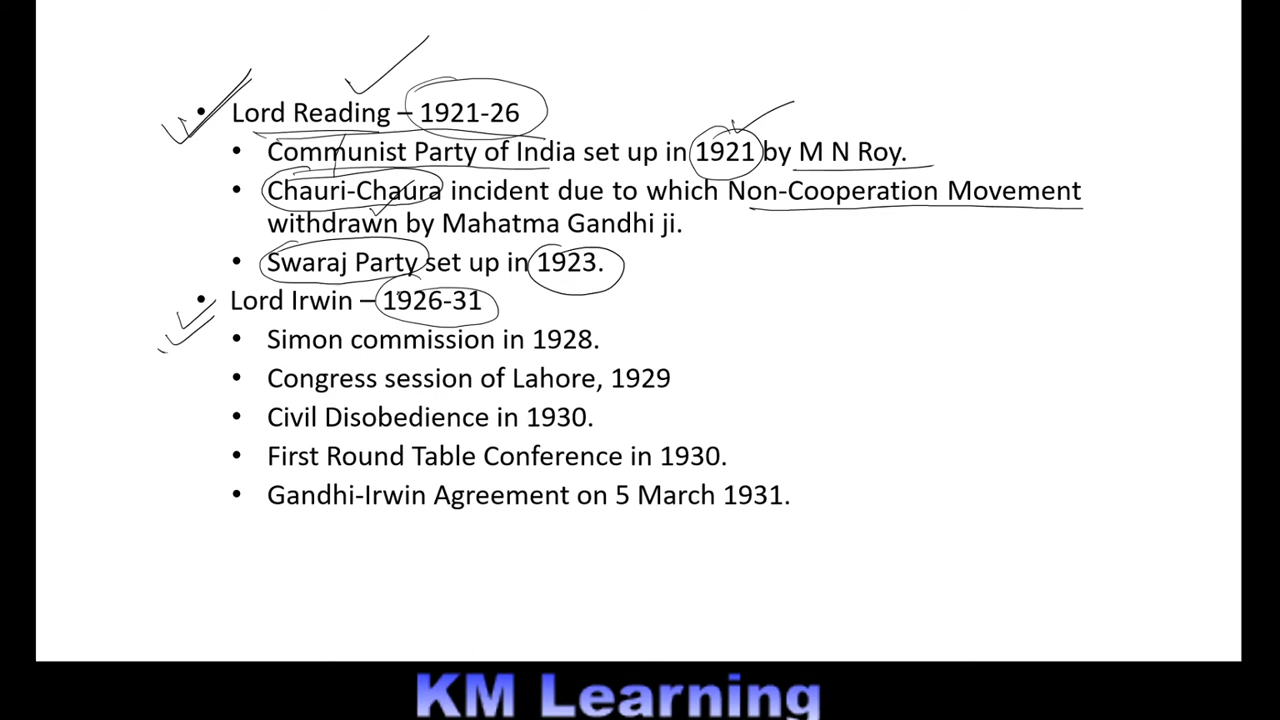 • Lord Reading – 1921-26
• Communist Party of India set up in 1921 by M N Roy.
• Chauri-Chaura incident due to which Non-Cooperation Movement
withdrawn by Mahatma Gandhi ji.
• Swaraj Party set up in 1923.
• Lord Irwin – 1926-31
• Simon commission in 1928.
• Congress session of Lahore, 1929
• Civil Disobedience in 1930.
• First Round Table Conference in 1930.
• Gandhi-Irwin Agreement on 5 March 1931.
KM Learning